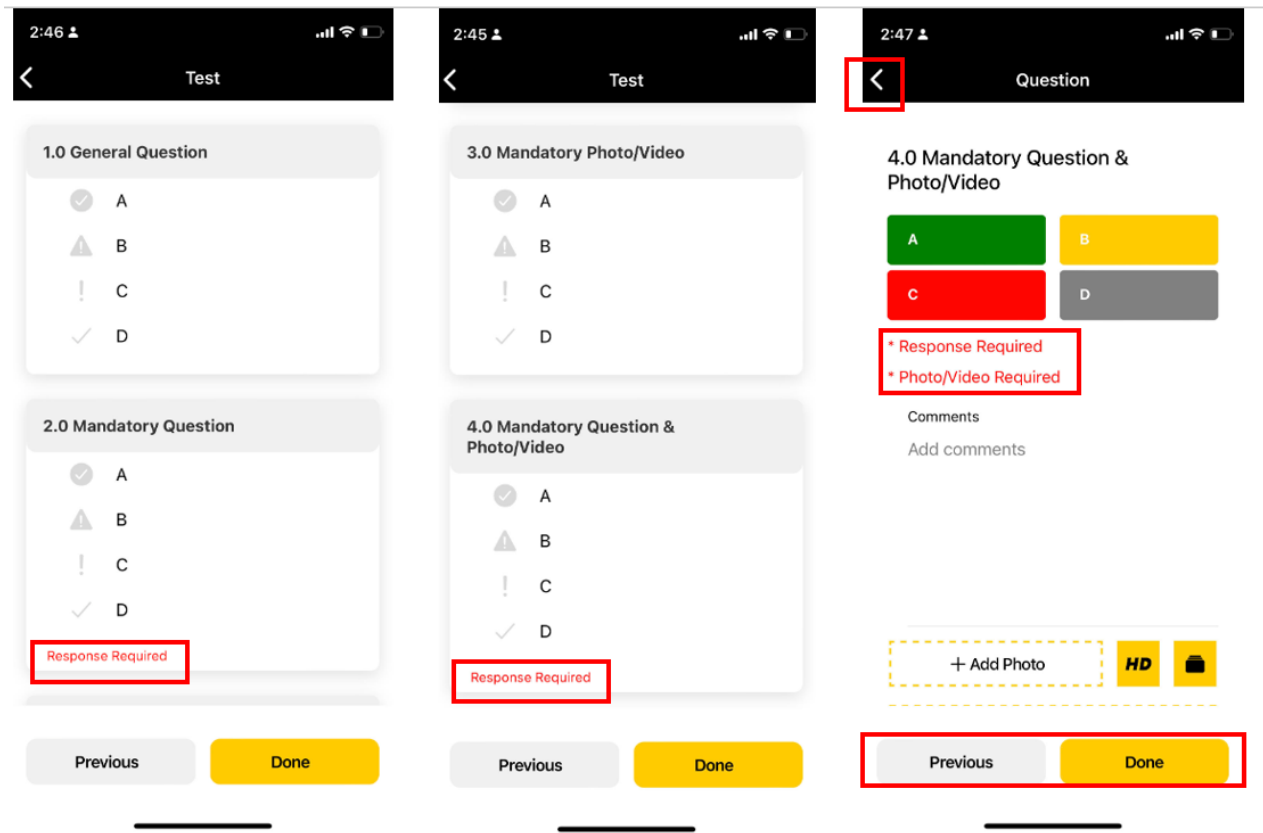 2:46
Test
1.0 General Question
A
B
C
D
2.0 Mandatory Question
A
B
C
D
Response Required
Previous
Done
2:45
Test
3.0 Mandatory Photo/Video
A
B
C
D
4.0 Mandatory Question &
Photo/Video
A
B
C
D
Response Required
Previous
Done
2:47
Question
4.0 Mandatory Question &
Photo/Video
A
B
C
D
* Response Required
* Photo/Video Required
Comments
Add comments
+ Add Photo
HD
Previous
Done